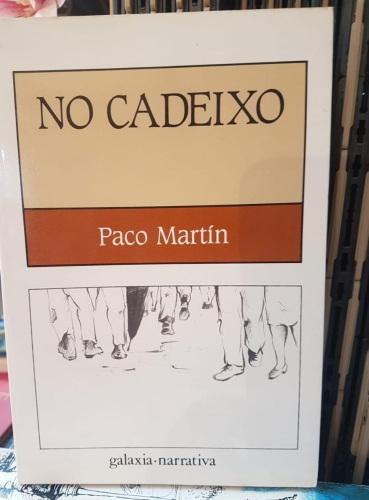 NO CADEIXO
Paco Martín
galaxia-narrativa